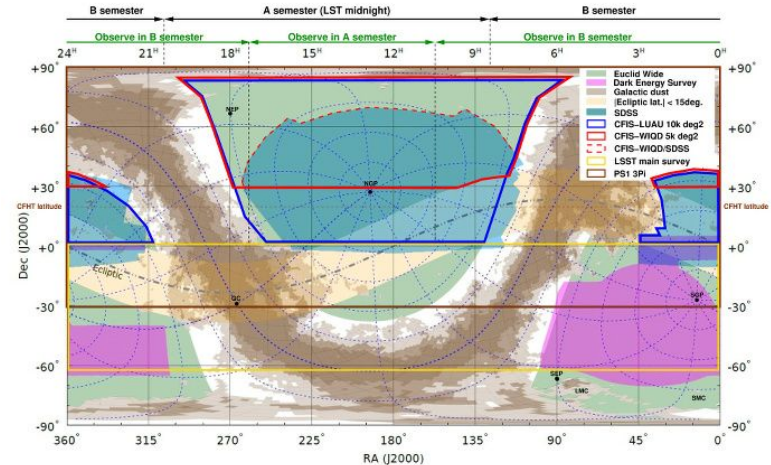 B semester A semester (LST midnight) B semester
Observe in B semester Observe in A semester Observe in B semester
24H 21H 18H 15H 12H 9H 6H 3H 0H
+90°
+60°
+30°
CFHT latitude
+0°
-30°
-60°
-90°
Dec (J2000)
Euclid Wide
Dark Energy Survey
Galactic dust
|Ecliptic lat.| < 15deg.
SDSS
CFIS-LUAU 10k deg2
CFIS-WIQD 5k deg2
CFIS-WIQD/SDSS
LSST main survey
PS1 3PI
NEP
NGP
CFHT latitude
Ecliptic
GC
SGP
SEP
LMC
SMC
+90°
+60°
+30°
+0°
-30°
-60°
-90°
360° 315° 270° 225° 180° 135° 90° 45° 0°
RA (J2000)